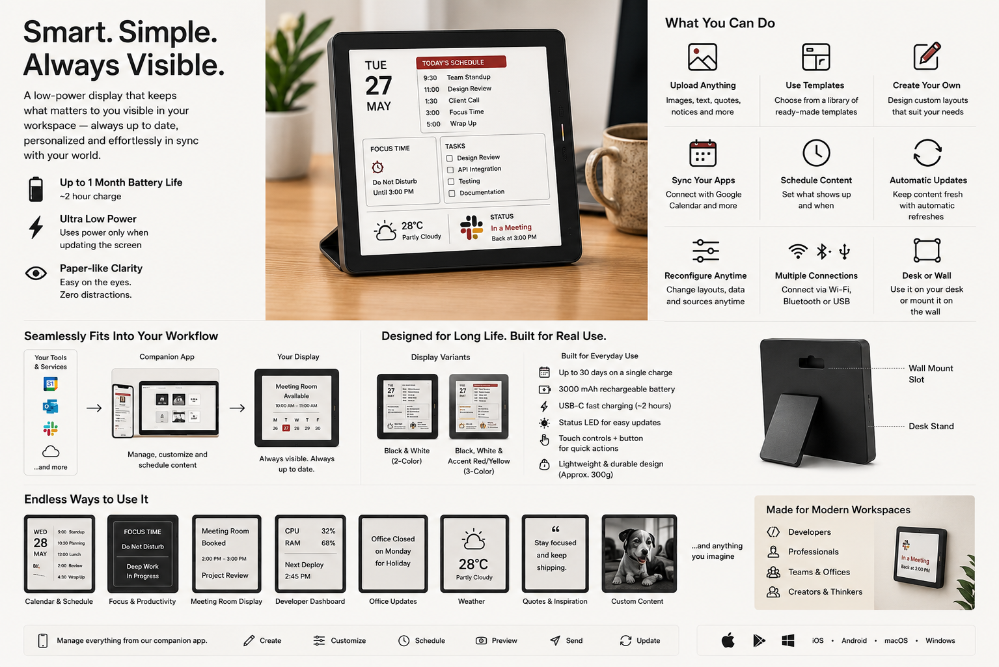 Smart. Simple.
Always Visible.
A low-power display that keeps
what matters to you visible in your
workspace — always up to date,
personalized and effortlessly in sync
with your world.
Up to 1 Month Battery Life
~2 hour charge
Ultra Low Power
Uses power only when
updating the screen
Paper-like Clarity
Easy on the eyes.
Zero distractions.
TUE
27
MAY
TODAY'S SCHEDULE
9:30 Team Standup
11:00 Design Review
1:30 Client Call
3:00 Focus Time
5:00 Wrap Up
FOCUS TIME
Do Not Disturb
Until 3:00 PM
TASKS
Design Review
API Integration
Testing
Documentation
28°C
Partly Cloudy
STATUS
In a Meeting
Back at 3:00 PM
What You Can Do
Upload Anything
Images, text, quotes,
notices and more
Use Templates
Choose from a library of
ready-made templates
Create Your Own
Design custom layouts
that suit your needs
Sync Your Apps
Connect with Google
Calendar and more
Schedule Content
Set what shows up
and when
Automatic Updates
Keep content fresh
with automatic
refreshes
Reconfigure Anytime
Change layouts, data
and sources anytime
Multiple Connections
Connect via Wi-Fi,
Bluetooth or USB
Desk or Wall
Use it on your desk
or mount it on
the wall
Seamlessly Fits Into Your Workflow
Your Tools
& Services
31
...and more
Companion App
Manage, customize and
schedule content
Your Display
Meeting Room
Available
10:00 AM – 11:00 AM
M T W T F
26 27 28 29 30
Always visible. Always
up to date.
Designed for Long Life. Built for Real Use.
Display Variants
TUE
27
MAY
Black & White
(2-Color)
TUE
27
MAY
Black, White &
Accent Red/Yellow
(3-Color)
Built for Everyday Use
Up to 30 days on a single charge
3000 mAh rechargeable battery
USB-C fast charging (~2 hours)
Status LED for easy updates
Touch controls + button
for quick actions
Lightweight & durable design
(Approx. 300g)
Wall Mount
Slot
Desk Stand
Endless Ways to Use It
WED
28
MAY
9:00 Standup
10:30 Planning
12:00 Lunch
2:00 Review
4:30 Wrap Up
Calendar & Schedule
FOCUS TIME
Do Not Disturb
Deep Work
In Progress
Focus & Productivity
Meeting Room
Booked
2:00 PM – 3:00 PM
Project Review
Meeting Room Display
CPU 32%
RAM 68%
Next Deploy
2:45 PM
Developer Dashboard
Office Closed
on Monday
for Holiday
Office Updates
28°C
Partly Cloudy
Weather
“
Stay focused
and keep
shipping.
Quotes & Inspiration
Custom Content
...and anything
you imagine
Made for Modern Workspaces
Developers
Professionals
Teams & Offices
Creators & Thinkers
In a Meeting
Back at 3:00 PM
Manage everything from our companion app.
Create
Customize
Schedule
Preview
Send
Update
iOS • Android • macOS • Windows